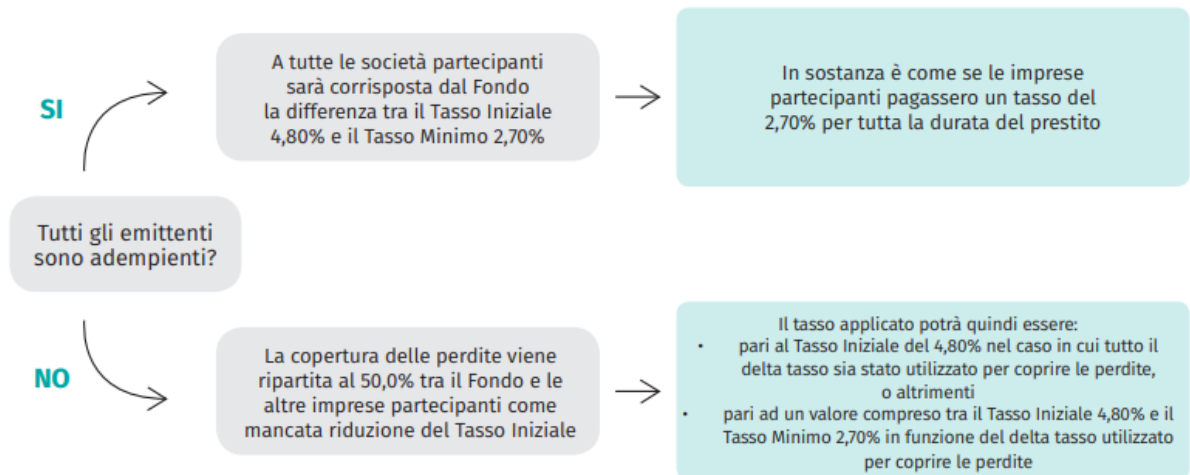 SI
A tutte le società partecipanti
sarà corrisposta dal Fondo
la differenza tra il Tasso Iniziale
4,80% e il Tasso Minimo 2,70%
In sostanza è come se le imprese
partecipanti pagassero un tasso del
2,70% per tutta la durata del prestito
Tutti gli emittenti
sono adempienti?
NO
La copertura delle perdite viene
ripartita al 50,0% tra il Fondo e le
altre imprese partecipanti come
mancata riduzione del Tasso Iniziale
Il tasso applicato potrà quindi essere:
• pari al Tasso Iniziale del 4,80% nel caso in cui tutto il
delta tasso sia stato utilizzato per coprire le perdite,
o altrimenti
• pari ad un valore compreso tra il Tasso Iniziale 4,80% e il
Tasso Minimo 2,70% in funzione del delta tasso utilizzato
per coprire le perdite